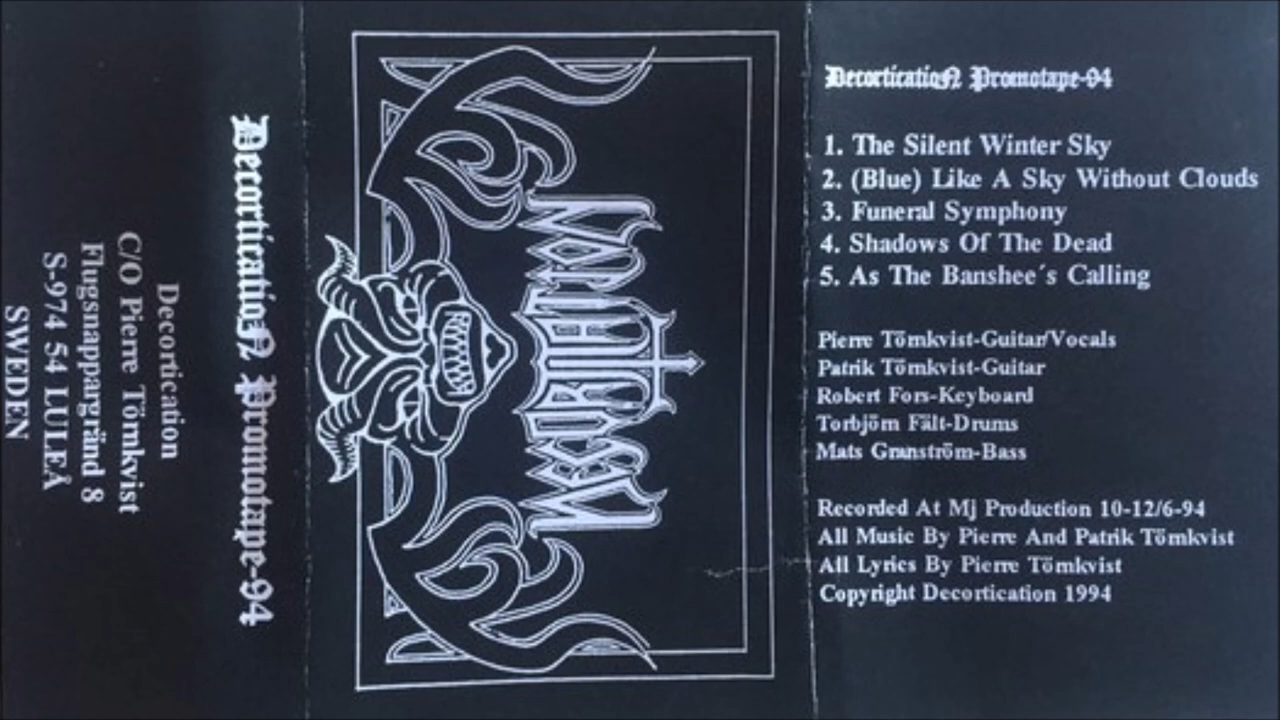 Decortication
C/O Pierre Törnkvist
Flugsnappargränd 8
S-974 54 LULEÅ
SWEDEN
DecorticatioN Promotape-94
DecorticatioN Promotape-94
1. The Silent Winter Sky
2. (Blue) Like A Sky Without Clouds
3. Funeral Symphony
4. Shadows Of The Dead
5. As The Banshee´s Calling
Pierre Törnkvist-Guitar/Vocals
Patrik Törnkvist-Guitar
Robert Fors-Keyboard
Torbjörn Fält-Drums
Mats Granström-Bass
Recorded At Mj Production 10-12/6-94
All Music By Pierre And Patrik Törnkvist
All Lyrics By Pierre Törnkvist
Copyright Decortication 1994